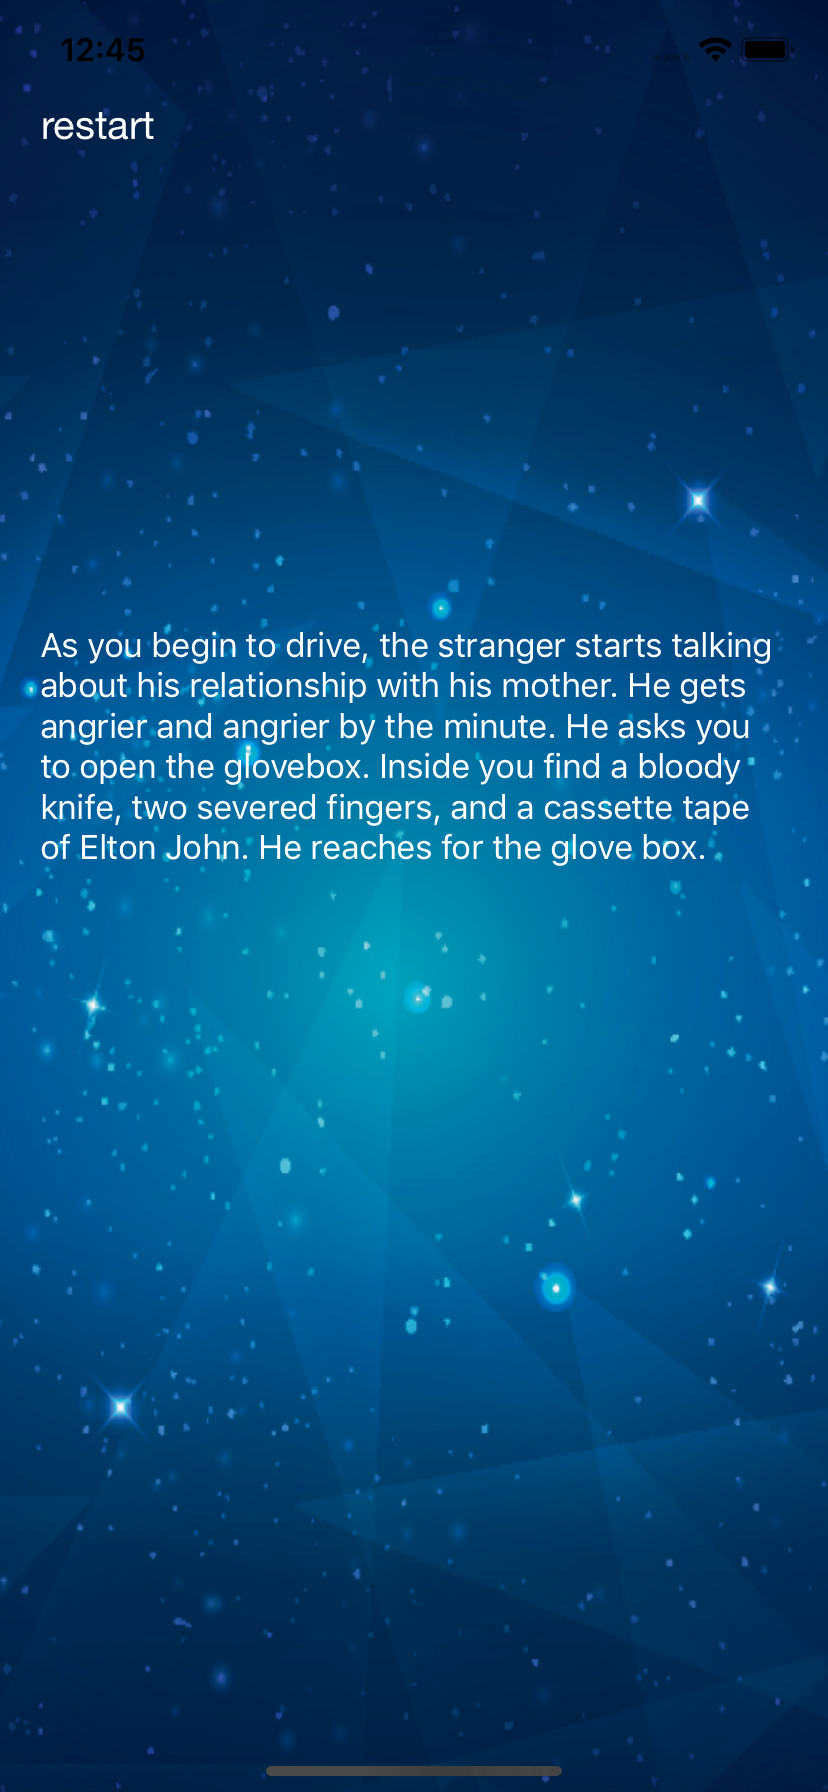 12:45
restart
As you begin to drive, the stranger starts talking
about his relationship with his mother. He gets
angrier and angrier by the minute. He asks you
to open the glovebox. Inside you find a bloody
knife, two severed fingers, and a cassette tape
of Elton John. He reaches for the glove box.